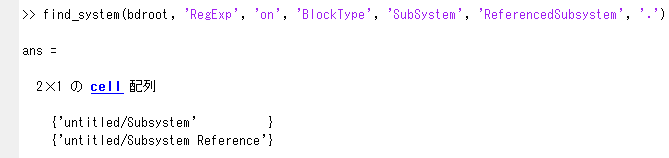 >> find_system(bdroot, 'RegExp', 'on', 'BlockType', 'SubSystem', 'ReferencedSubsystem', '.')
ans =
2×1 の cell 配列
{'untitled/Subsystem'          }
{'untitled/Subsystem Reference'}